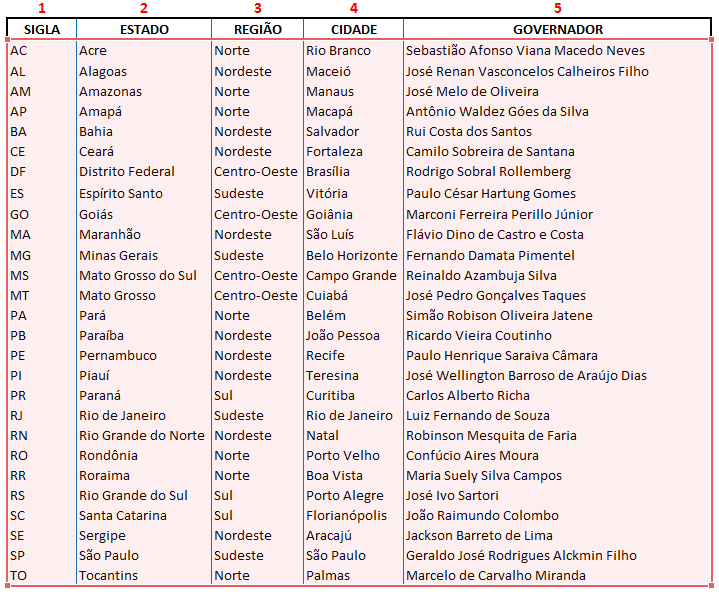 1 2 3 4 5
SIGLA ESTADO REGIÃO CIDADE GOVERNADOR
AC Acre Norte Rio Branco Sebastião Afonso Viana Macedo Neves
AL Alagoas Nordeste Maceió José Renan Vasconcelos Calheiros Filho
AM Amazonas Norte Manaus José Melo de Oliveira
AP Amapá Norte Macapá Antônio Waldez Góes da Silva
BA Bahia Nordeste Salvador Rui Costa dos Santos
CE Ceará Nordeste Fortaleza Camilo Sobreira de Santana
DF Distrito Federal Centro-Oeste Brasília Rodrigo Sobral Rollemberg
ES Espírito Santo Sudeste Vitória Paulo César Hartung Gomes
GO Goiás Centro-Oeste Goiânia Marconi Ferreira Perillo Júnior
MA Maranhão Nordeste São Luís Flávio Dino de Castro e Costa
MG Minas Gerais Sudeste Belo Horizonte Fernando Damata Pimentel
MS Mato Grosso do Sul Centro-Oeste Campo Grande Reinaldo Azambuja Silva
MT Mato Grosso Centro-Oeste Cuiabá José Pedro Gonçalves Taques
PA Pará Norte Belém Simão Robison Oliveira Jatene
PB Paraíba Nordeste João Pessoa Ricardo Vieira Coutinho
PE Pernambuco Nordeste Recife Paulo Henrique Saraiva Câmara
PI Piauí Nordeste Teresina José Wellington Barroso de Araújo Dias
PR Paraná Sul Curitiba Carlos Alberto Richa
RJ Rio de Janeiro Sudeste Rio de Janeiro Luiz Fernando de Souza
RN Rio Grande do Norte Nordeste Natal Robinson Mesquita de Faria
RO Rondônia Norte Porto Velho Confúcio Aires Moura
RR Roraima Norte Boa Vista Maria Suely Silva Campos
RS Rio Grande do Sul Sul Porto Alegre José Ivo Sartori
SC Santa Catarina Sul Florianópolis João Raimundo Colombo
SE Sergipe Nordeste Aracajú Jackson Barreto de Lima
SP São Paulo Sudeste São Paulo Geraldo José Rodrigues Alckmin Filho
TO Tocantins Norte Palmas Marcelo de Carvalho Miranda